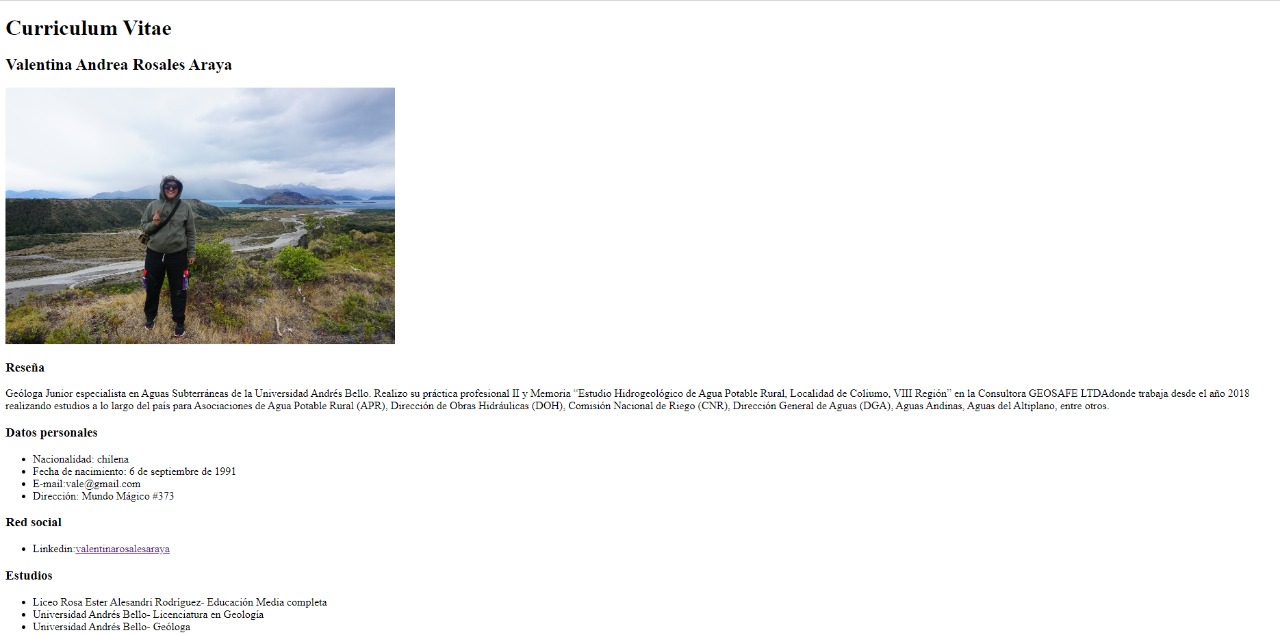 Curriculum Vitae
Valentina Andrea Rosales Araya
Reseña
Geóloga Junior especialista en Aguas Subterráneas de la Universidad Andrés Bello. Realizo su práctica profesional II y Memoria “Estudio Hidrogeológico de Agua Potable Rural, Localidad de Coliumo, VIII Región” en la Consultora GEOSAFE LTDAdonde trabaja desde el año 2018
realizando estudios a lo largo del país para Asociaciones de Agua Potable Rural (APR), Dirección de Obras Hidráulicas (DOH), Comisión Nacional de Riego (CNR), Dirección General de Aguas (DGA), Aguas Andinas, Aguas del Altiplano, entre otros.
Datos personales
• Nacionalidad: chilena
• Fecha de nacimiento: 6 de septiembre de 1991
• E-mail:vale@gmail.com
• Dirección: Mundo Mágico #373
Red social
• Linkedin:valentinarosalesaraya
Estudios
• Liceo Rosa Ester Alesandri Rodríguez- Educación Media completa
• Universidad Andrés Bello- Licenciatura en Geología
• Universidad Andrés Bello- Geóloga